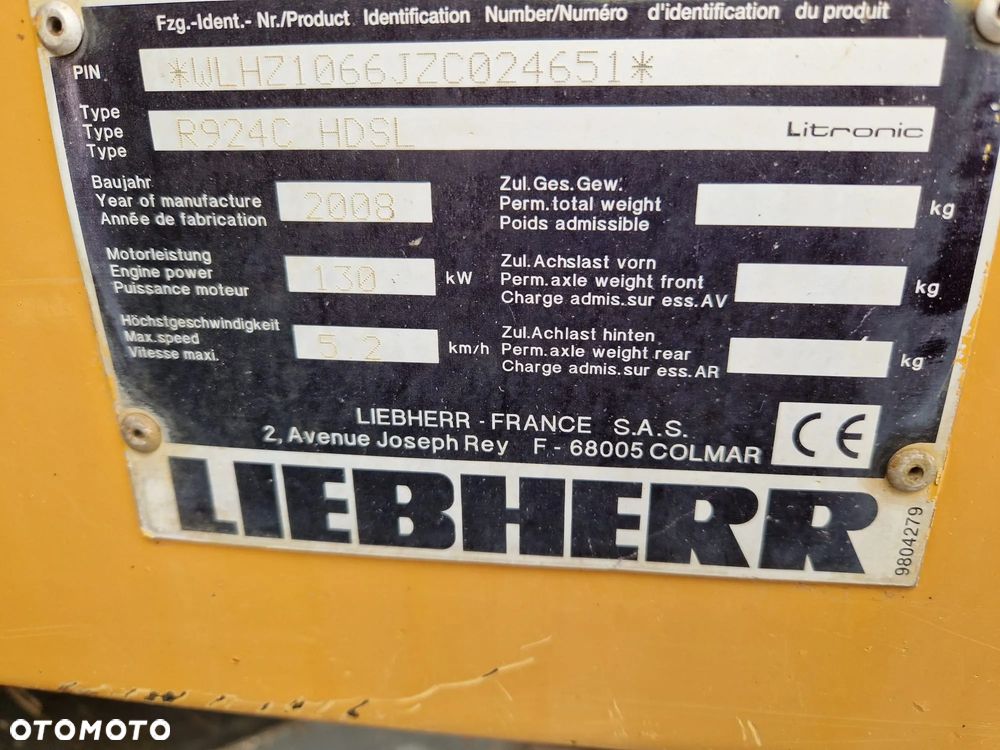 Fzg.-Ident.- Nr./Product Identification Number/Numéro d'identification du produit
PIN *WLHZ1066JZC024651*
Type
Type R924C HDSL Litronic
Type
Baujahr
Year of manufacture 2008
Année de fabrication
Zul.Ges.Gew.
Perm.total weight kg
Poids admissible
Motorleistung
Engine power 130 kW
Puissance moteur
Zul.Achslast vorn
Perm.axle weight front kg
Charge admis.sur ess.AV
Höchstgeschwindigkeit
Max.speed 5.2 km/h
Vitesse maxi.
Zul.Achlast hinten
Perm.axle weight rear kg
Charge admis.sur ess.AR
LIEBHERR - FRANCE S.A.S.
2, Avenue Joseph Rey F - 68005 COLMAR
CE
LIEBHERR
9804279
OTOMOTO